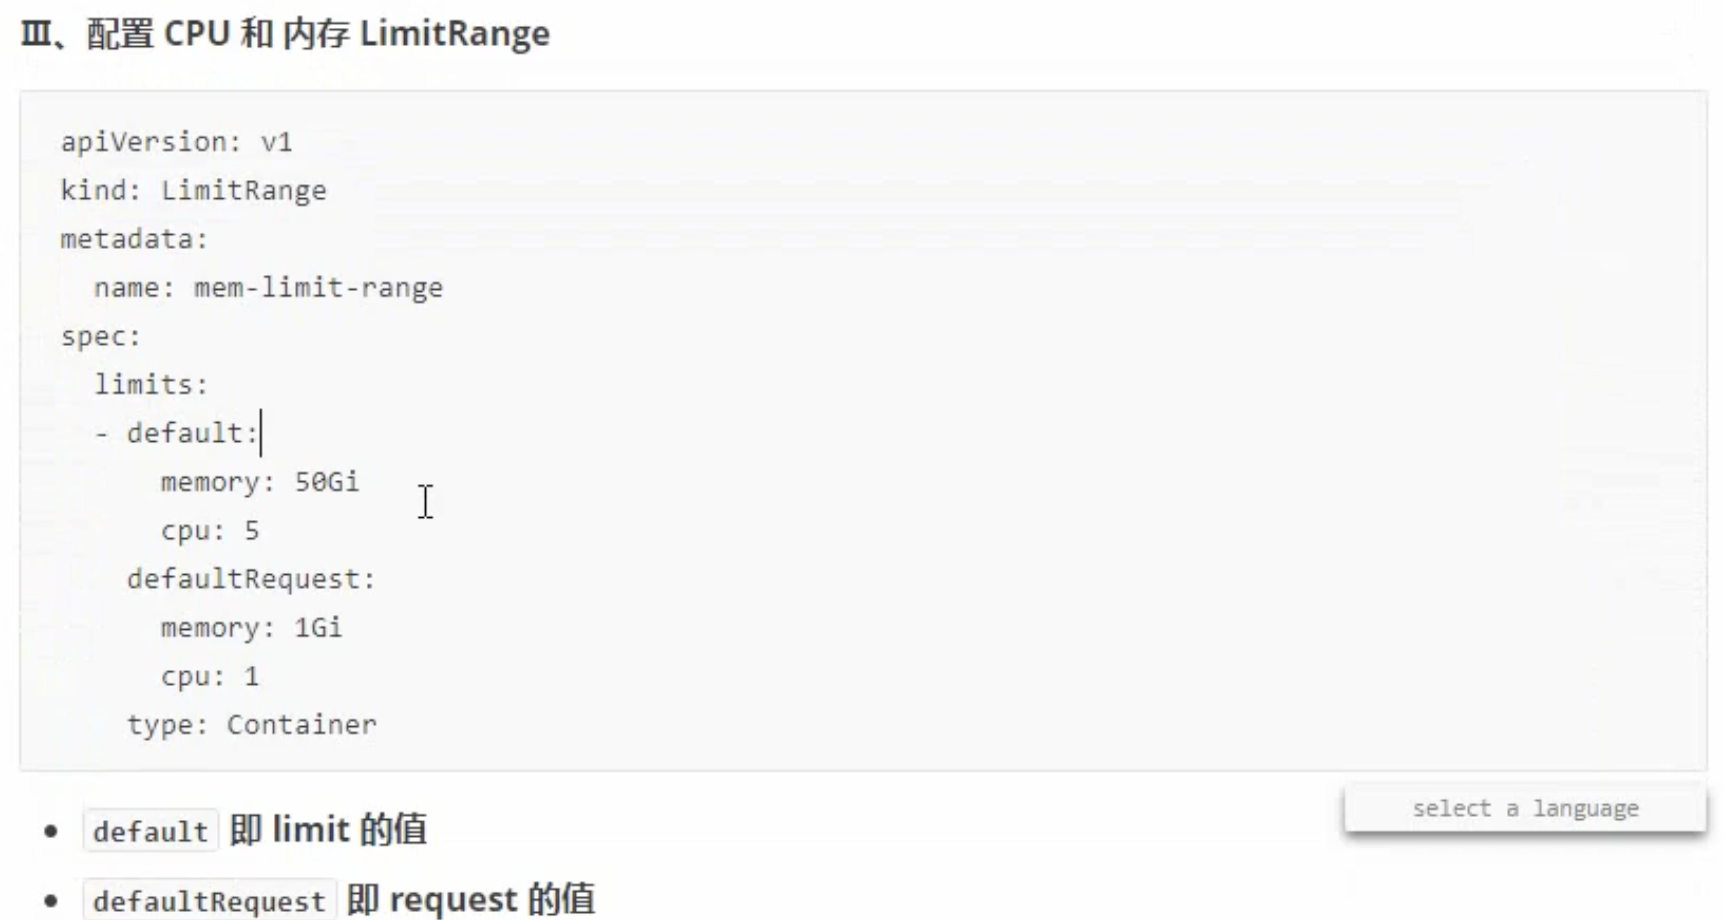 Ⅲ、配置 CPU 和 内存 LimitRange
apiVersion: v1
kind: LimitRange
metadata:
  name: mem-limit-range
spec:
  limits:
  - default:
      memory: 50Gi
      cpu: 5
    defaultRequest:
      memory: 1Gi
      cpu: 1
    type: Container
select a language
• default 即 limit 的值
• defaultRequest 即 request 的值